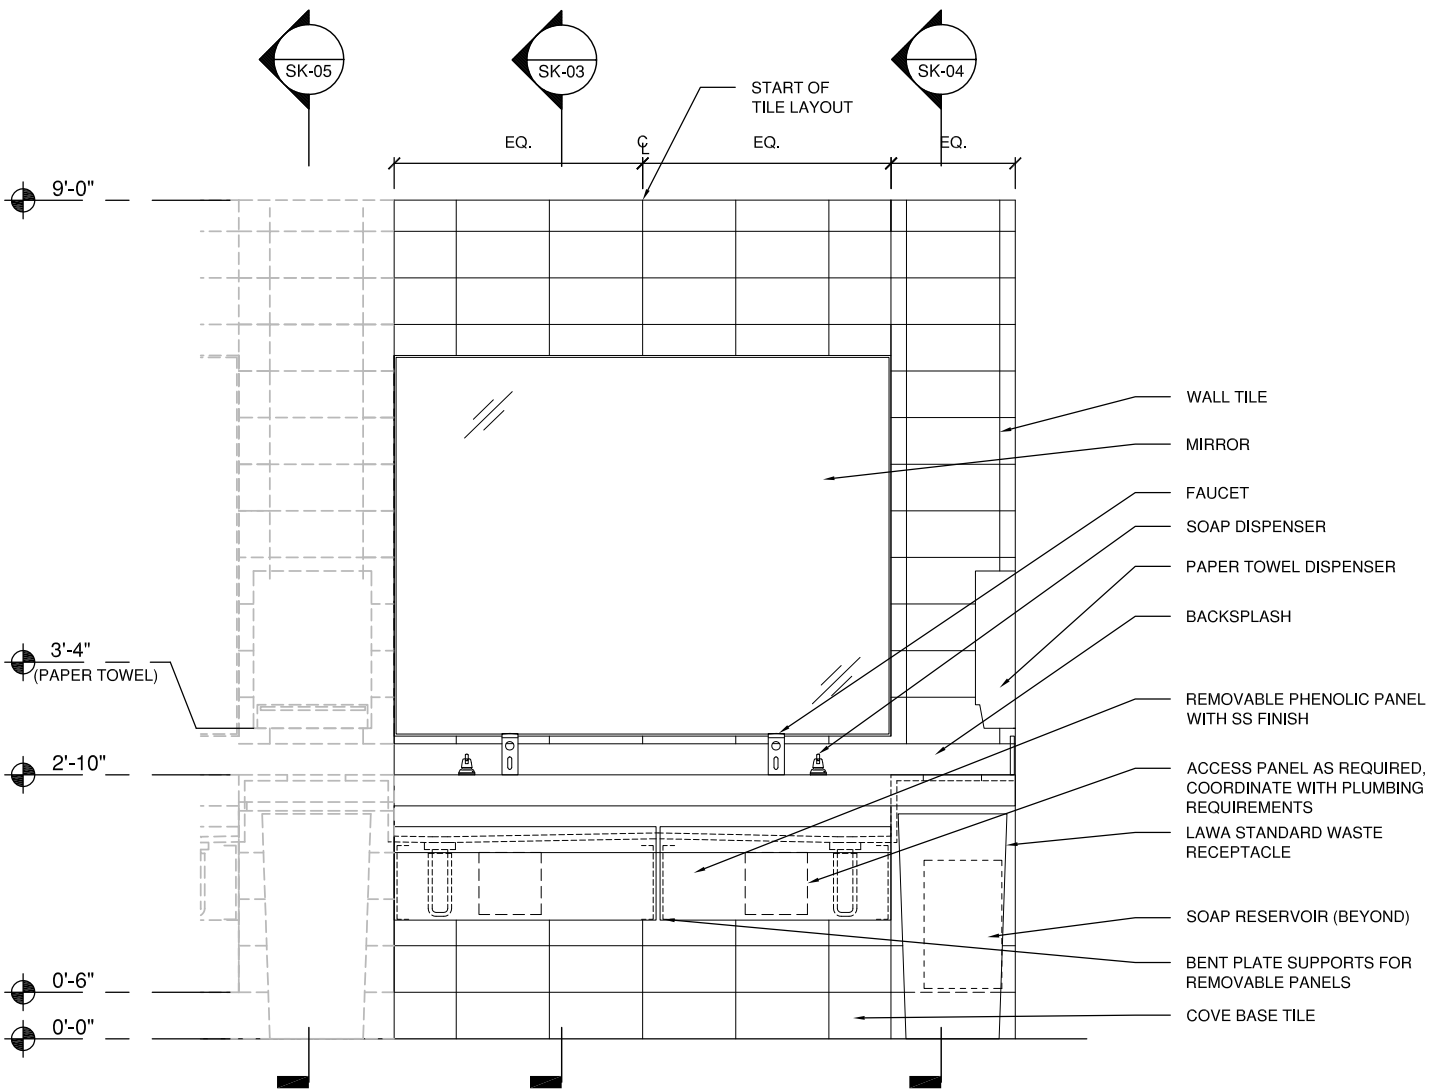 SK-05
SK-03
SK-04
START OF
TILE LAYOUT
EQ.
CL
EQ.
EQ.
9'-0"
WALL TILE
MIRROR
FAUCET
SOAP DISPENSER
PAPER TOWEL DISPENSER
BACKSPLASH
3'-4"
(PAPER TOWEL)
REMOVABLE PHENOLIC PANEL
WITH SS FINISH
2'-10"
ACCESS PANEL AS REQUIRED,
COORDINATE WITH PLUMBING
REQUIREMENTS
LAWA STANDARD WASTE
RECEPTACLE
SOAP RESERVOIR (BEYOND)
BENT PLATE SUPPORTS FOR
REMOVABLE PANELS
0'-6"
COVE BASE TILE
0'-0"